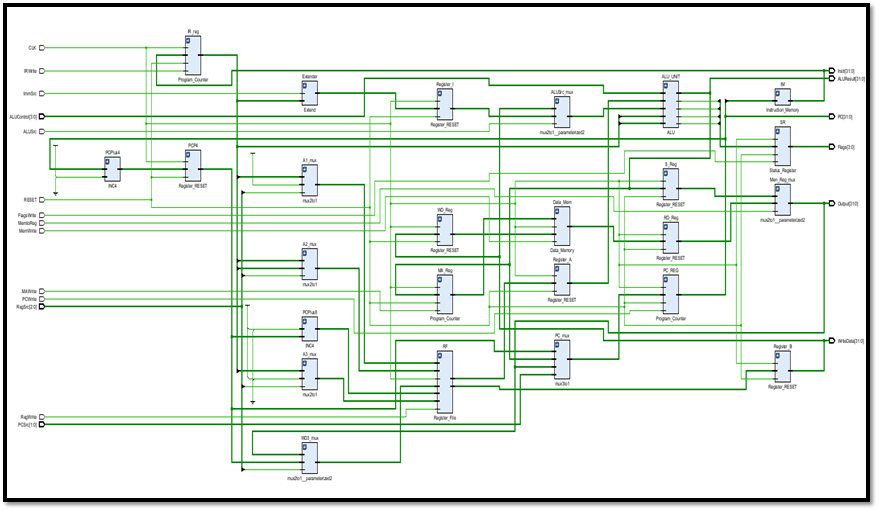 IR_reg
Program_Counter
CLK
IRWrite
ImmSrc
ALUControl[3:0]
ALUSrc
RESET
FlagsWrite
MemtoReg
MemWrite
MAWrite
PCWrite
RegSrc[2:0]
RegWrite
PCSrc[1:0]
PCPlus4
INC4
PCP4
Register_RESET
Extender
Extend
A1_mux
mux2to1
A2_mux
mux2to1
PCPlus8
INC4
A3_mux
mux2to1
WD3_mux
mux2to1__parameterized2
Register_I
Register_RESET
WD_Reg
Register_RESET
MA_Reg
Program_Counter
RF
Register_File
ALUSrc_mux
mux2to1__parameterized2
Data_Mem
Data_Memory
Register_A
Register_RESET
PC_mux
mux3to1
ALU_UNIT
ALU
S_Reg
Register_RESET
RD_Reg
Register_RESET
PC_REG
Program_Counter
IM
Instruction_Memory
SR
Status_Register
Mem_Reg_mux
mux2to1__parameterized2
Register_B
Register_RESET
Instr[31:0]
ALUResult[31:0]
PC[31:0]
Flags[3:0]
Output[31:0]
WriteData[31:0]